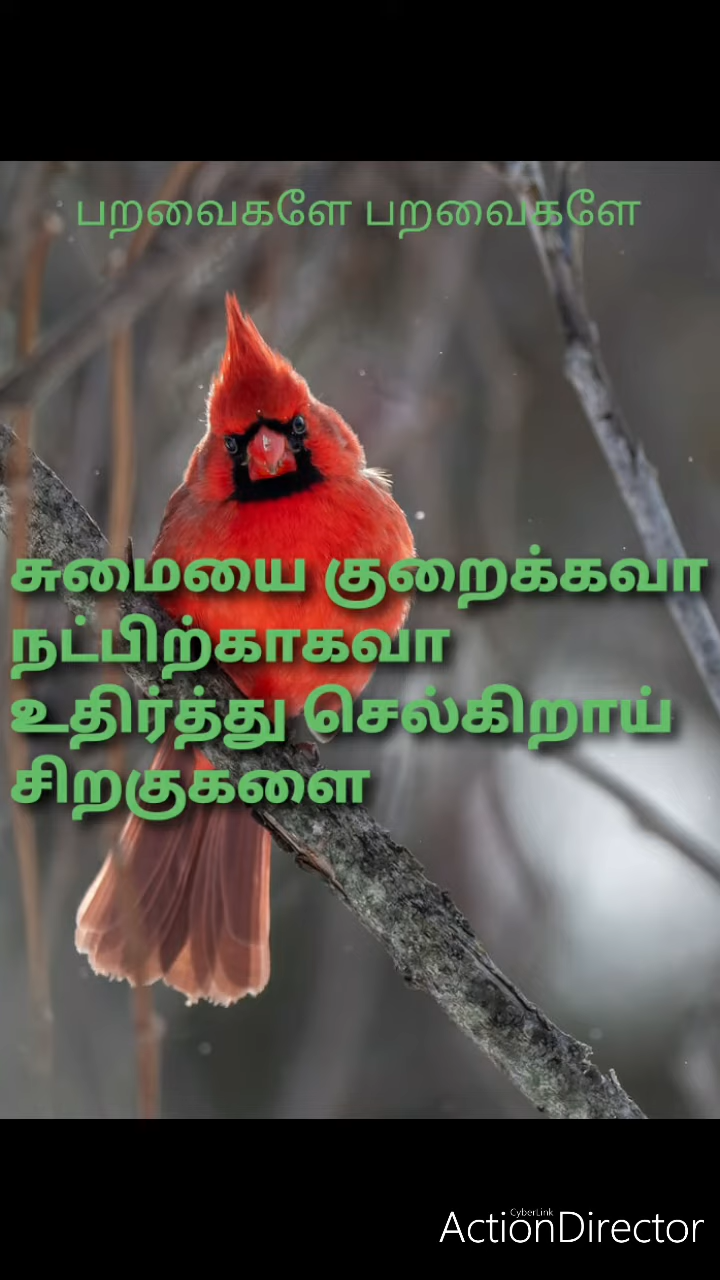 பறவைகளே பறவைகளே
சுமையை குறைக்கவா
நட்பிற்காகவா
உதிர்த்து செல்கிறாய்
சிறகுகளை
CyberLink
ActionDirector